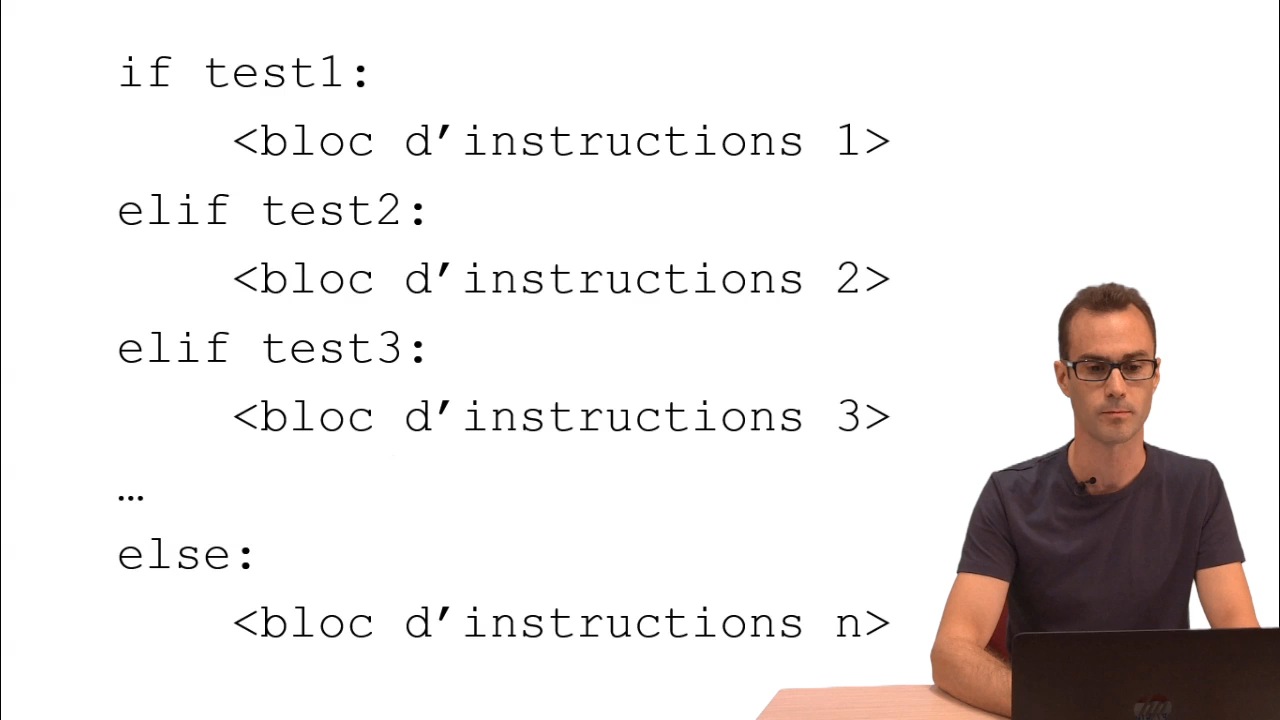 if test1:
<bloc d’instructions 1>
elif test2:
<bloc d’instructions 2>
elif test3:
<bloc d’instructions 3>
…
else:
<bloc d’instructions n>